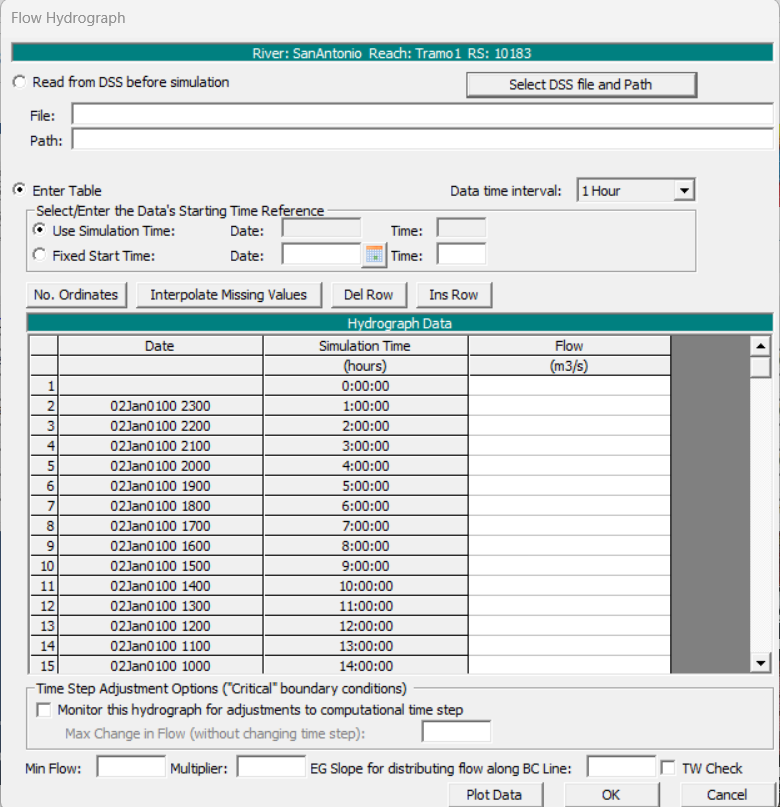 Flow Hydrograph
River: SanAntonio Reach: Tramo1 RS: 10183
Read from DSS before simulation Select DSS file and Path
File:
Path:
Enter Table Data time interval: 1 Hour
Select/Enter the Data's Starting Time Reference
Use Simulation Time: Date: Time:
Fixed Start Time: Date: Time:
No. Ordinates Interpolate Missing Values Del Row Ins Row
Hydrograph Data
Date Simulation Time Flow
(hours) (m3/s)
1 0:00:00
2 02Jan0100 2300 1:00:00
3 02Jan0100 2200 2:00:00
4 02Jan0100 2100 3:00:00
5 02Jan0100 2000 4:00:00
6 02Jan0100 1900 5:00:00
7 02Jan0100 1800 6:00:00
8 02Jan0100 1700 7:00:00
9 02Jan0100 1600 8:00:00
10 02Jan0100 1500 9:00:00
11 02Jan0100 1400 10:00:00
12 02Jan0100 1300 11:00:00
13 02Jan0100 1200 12:00:00
14 02Jan0100 1100 13:00:00
15 02Jan0100 1000 14:00:00
Time Step Adjustment Options ("Critical" boundary conditions)
Monitor this hydrograph for adjustments to computational time step
Max Change in Flow (without changing time step):
Min Flow: Multiplier: EG Slope for distributing flow along BC Line: TW Check
Plot Data OK Cancel